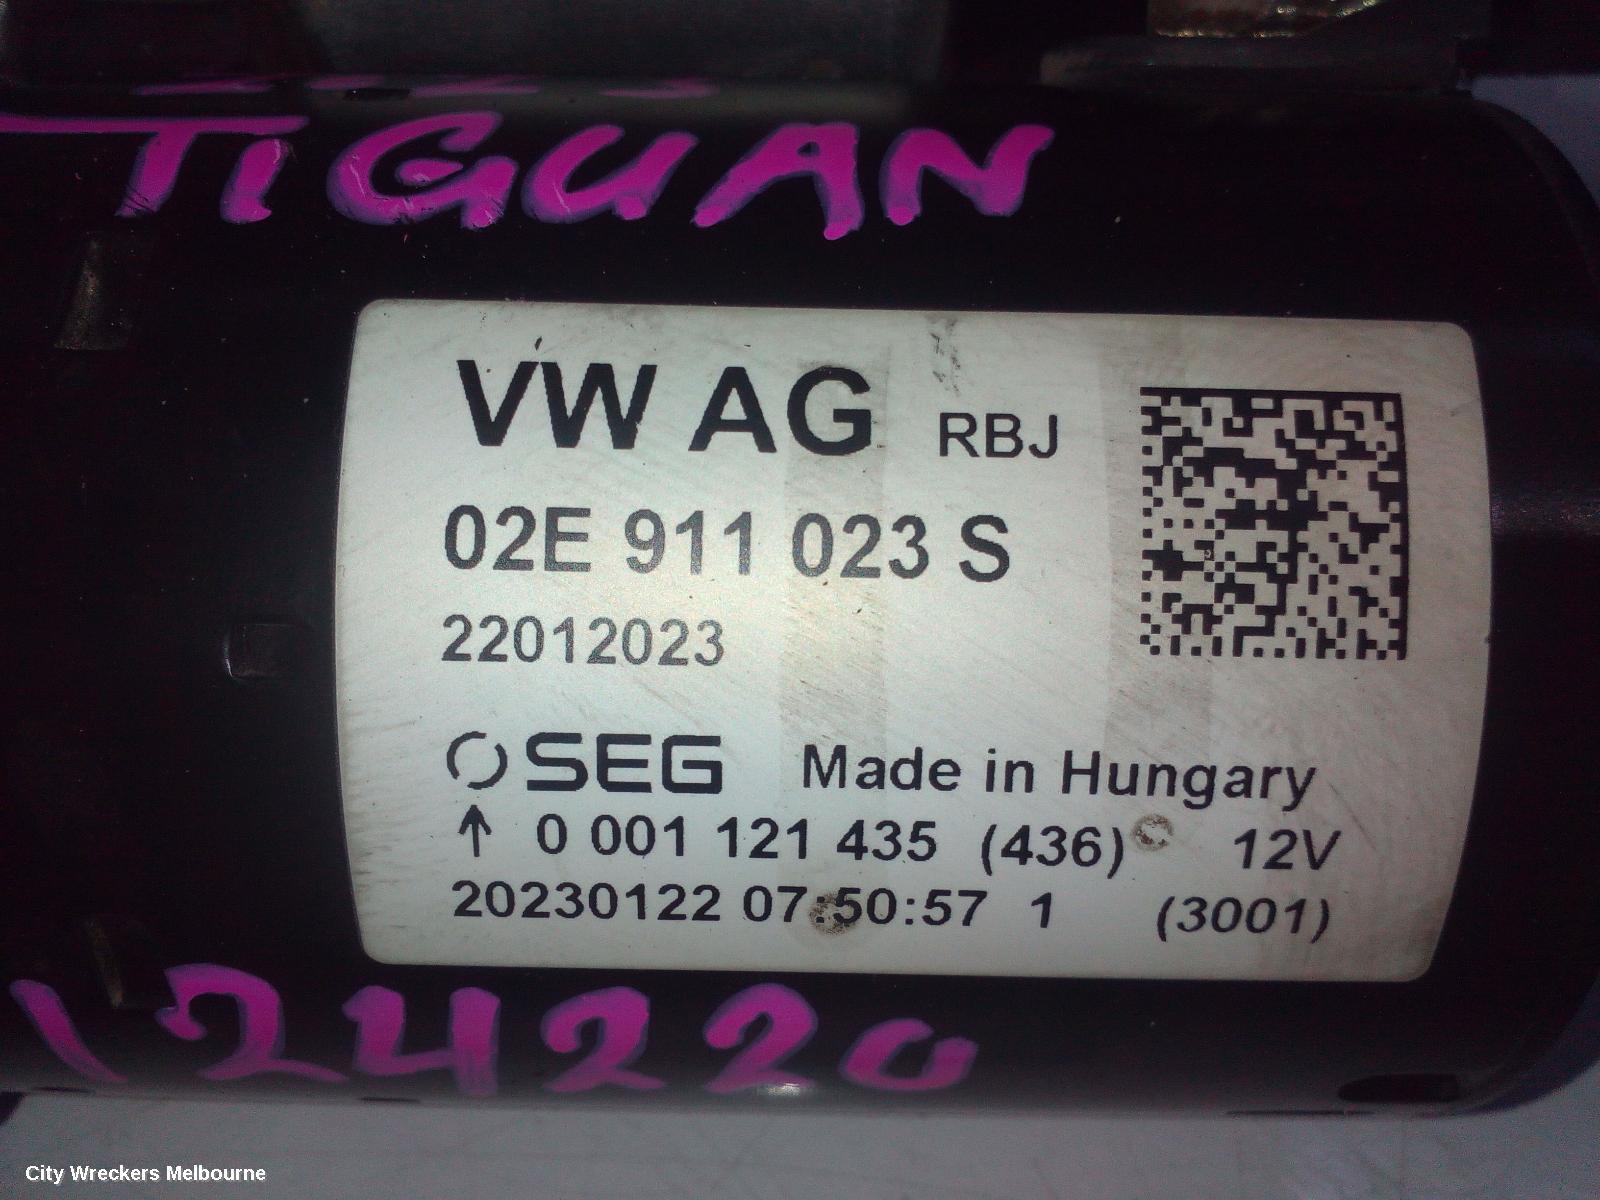 TIGUAN
VW AG RBJ
02E 911 023 S
22012023
SEG Made in Hungary
↑ 0 001 121 435 (436) 12V
20230122 07:50:57 1 (3001)
124220
City Wreckers Melbourne